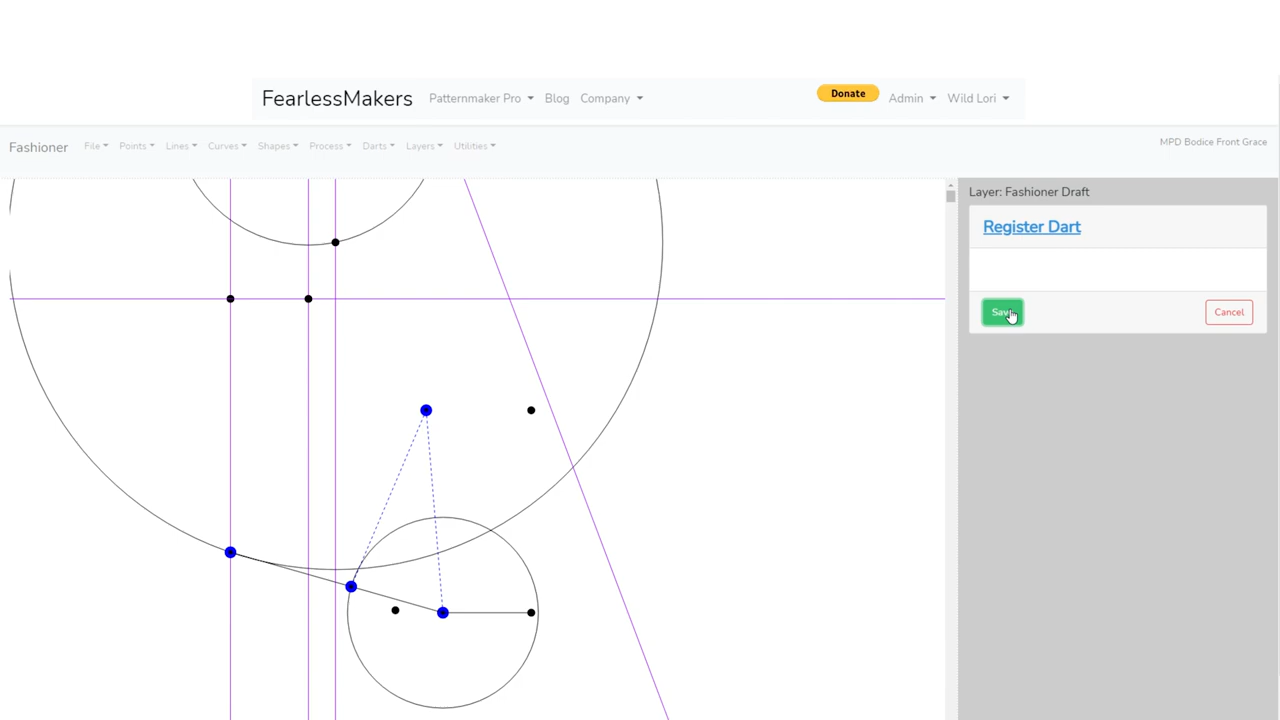 FearlessMakers Patternmaker Pro Blog Company Donate Admin Wild Lori
Fashioner File Points Lines Curves Shapes Process Darts Layers Utilities MPD Bodice Front Grace
Layer: Fashioner Draft
Register Dart
Save Cancel